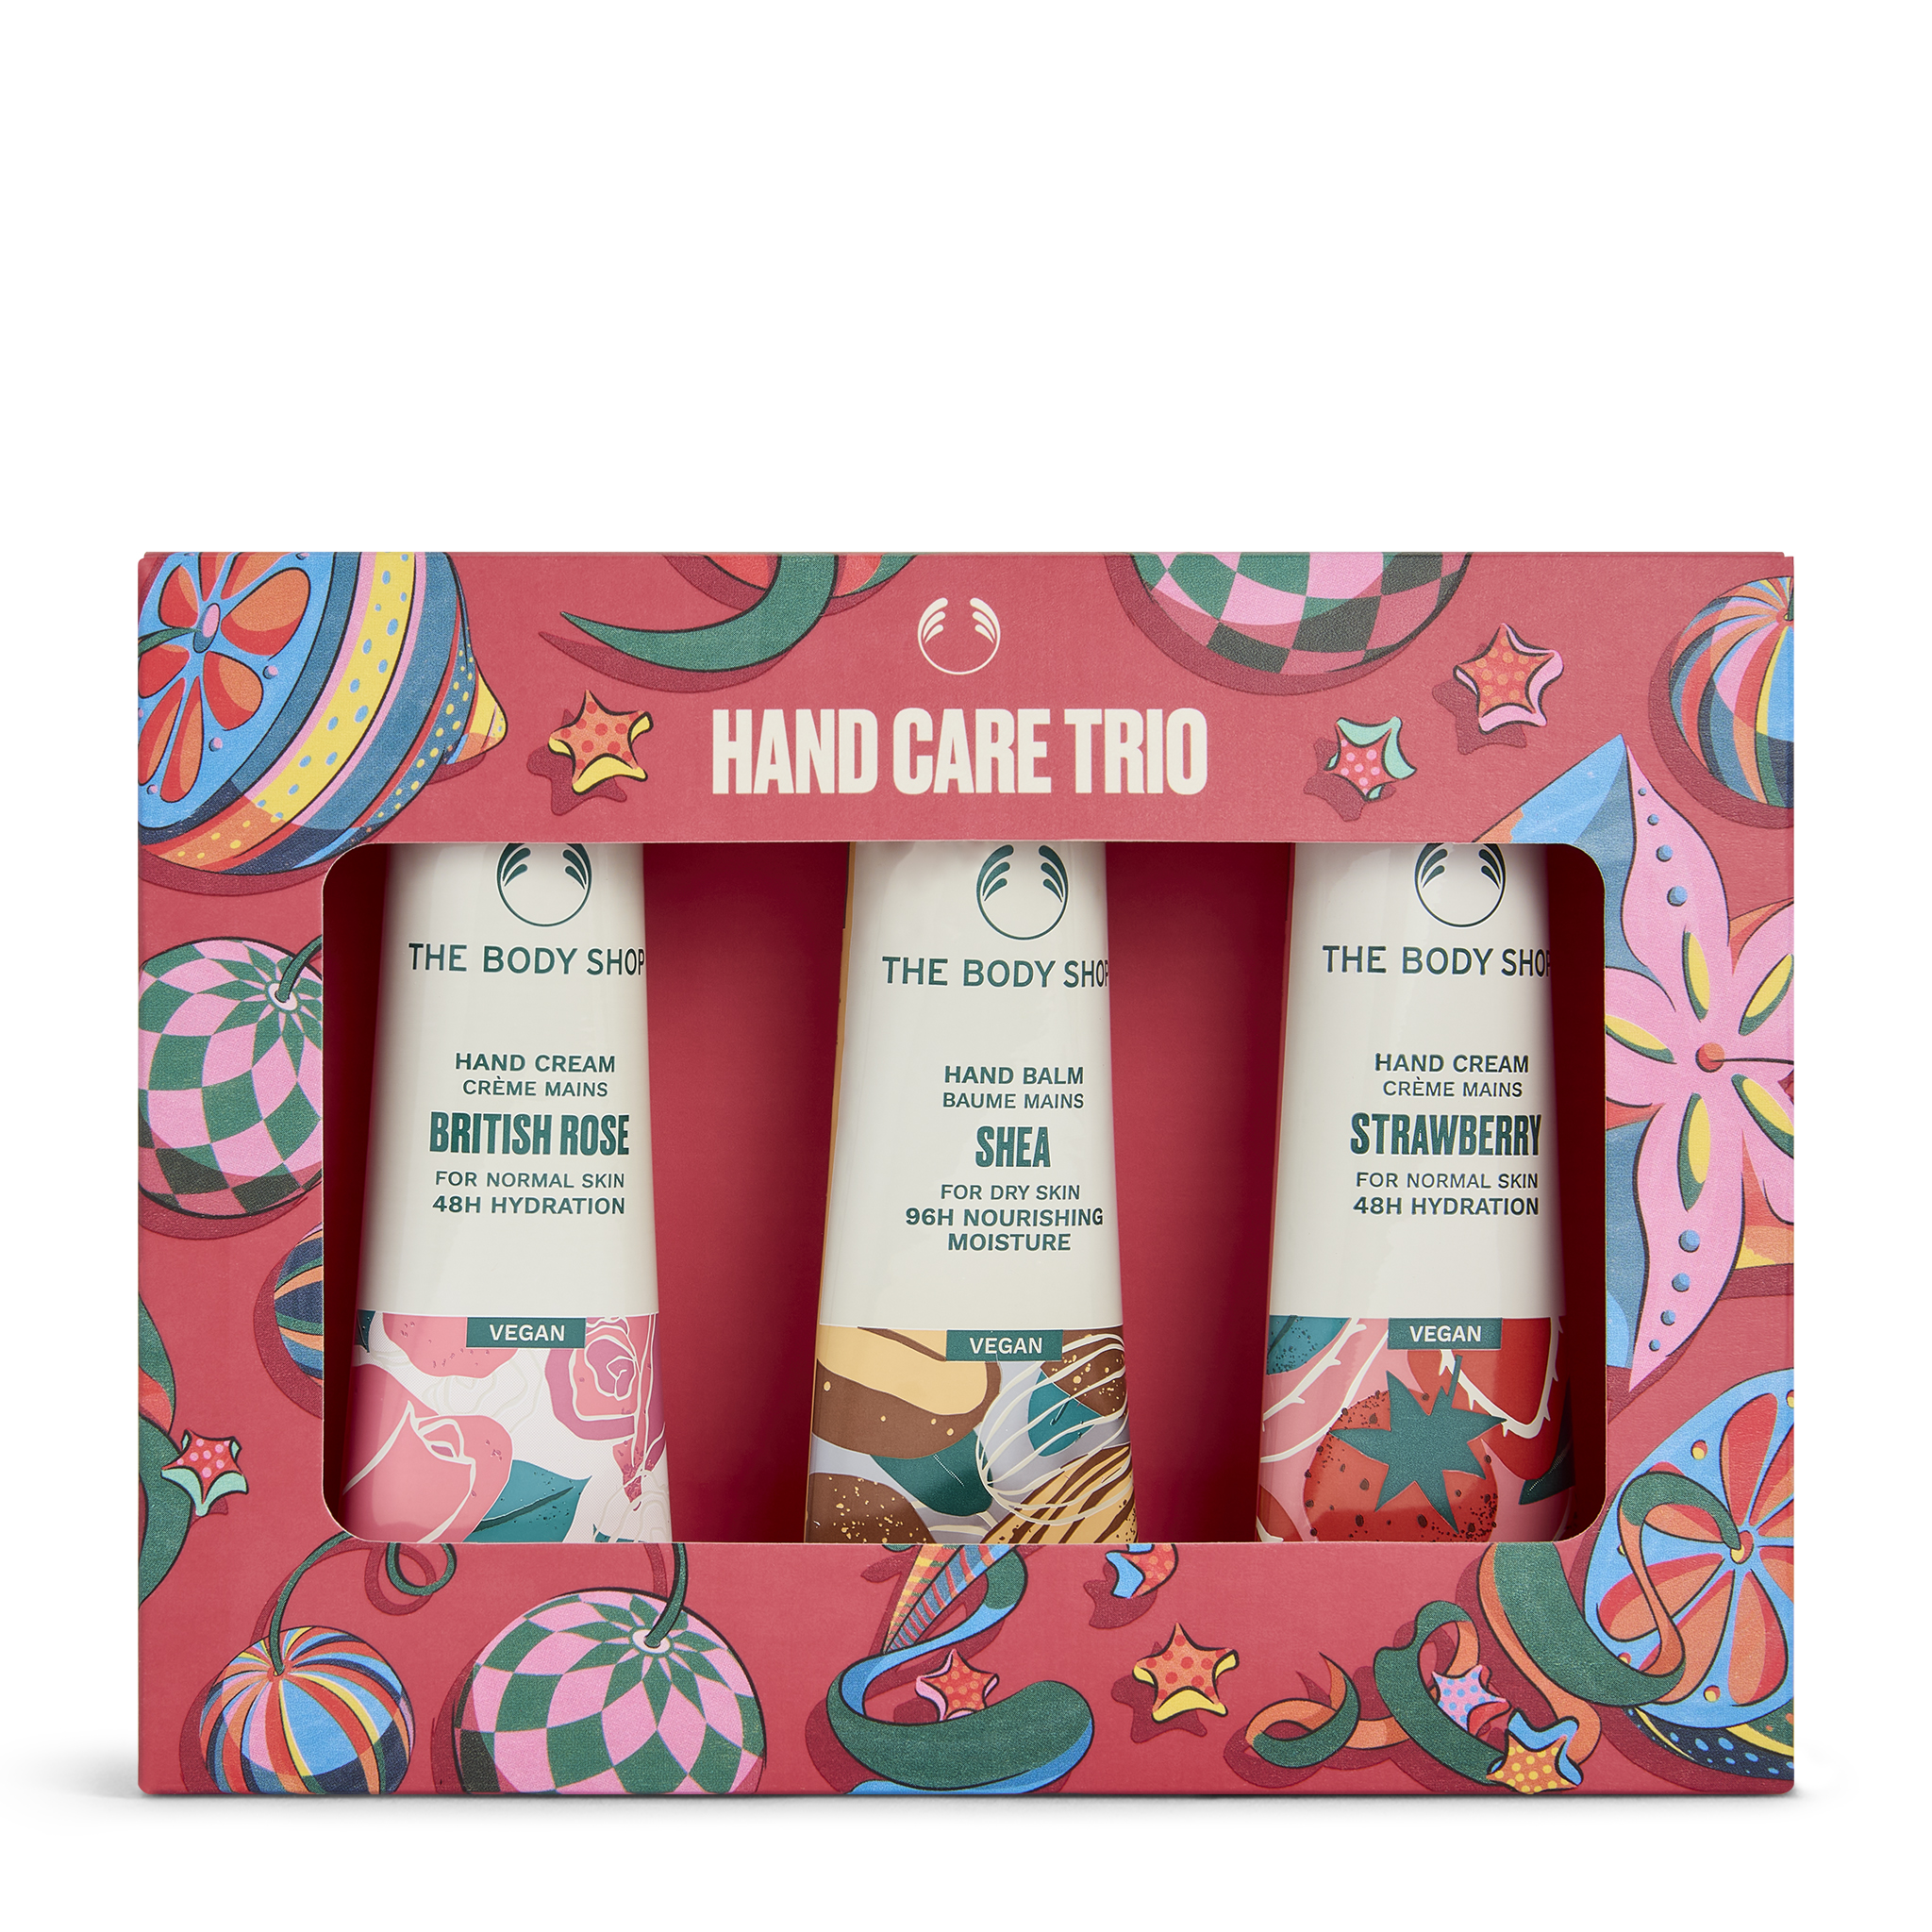 HAND CARE TRIO
THE BODY SHOP
HAND CREAM
CRÈME MAINS
BRITISH ROSE
FOR NORMAL SKIN
48H HYDRATION
VEGAN
THE BODY SHOP
HAND BALM
BAUME MAINS
SHEA
FOR DRY SKIN
96H NOURISHING
MOISTURE
VEGAN
THE BODY SHOP
HAND CREAM
CRÈME MAINS
STRAWBERRY
FOR NORMAL SKIN
48H HYDRATION
VEGAN